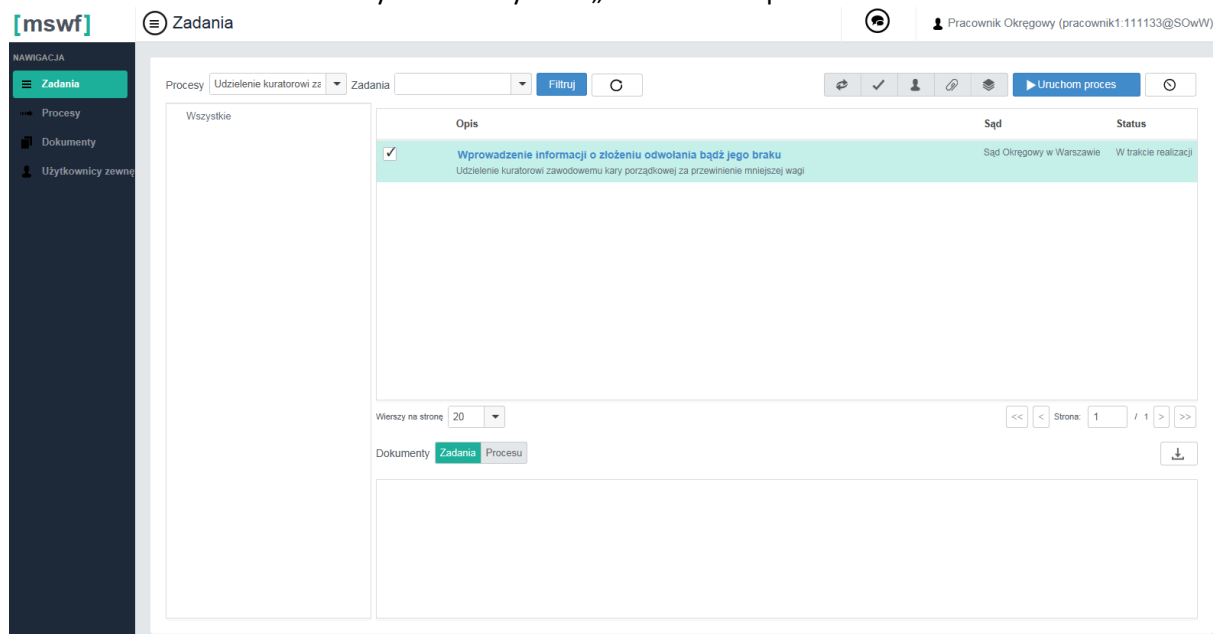 [mswf]
Zadania
Pracownik Okręgowy (pracownik1:111133@SOwW)
NAWIGACJA
Zadania
Procesy
Dokumenty
Użytkownicy zewnę
Procesy Udzielenie kuratorowi za Zadania Filtruj Uruchom proces
Wszystkie
Opis Sąd Status
Wprowadzenie informacji o złożeniu odwołania bądź jego braku Sąd Okręgowy w Warszawie W trakcie realizacji
Udzielenie kuratorowi zawodowemu kary porządkowej za przewinienie mniejszej wagi
Wierszy na stronę 20 << < Strona: 1 / 1 > >>
Dokumenty Zadania Procesu